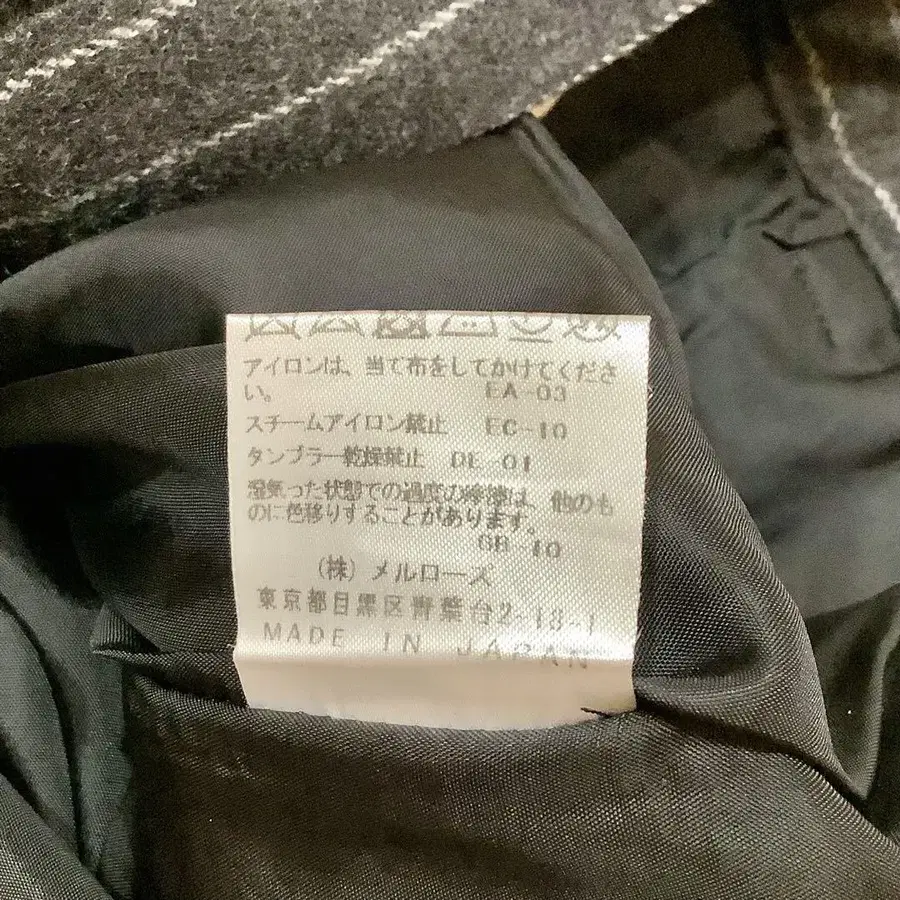 アイロンは、当て布をしてかけてくださ
い。 EA-03
スチームアイロン禁止 EC-10
タンブラー乾燥禁止 DE-01
湿気った状態での過度の摩擦は、他のも
のに色移りすることがあります。
GB-10
(株) メルローズ
東京都目黒区青葉台2-13-1
MADE IN JAPAN